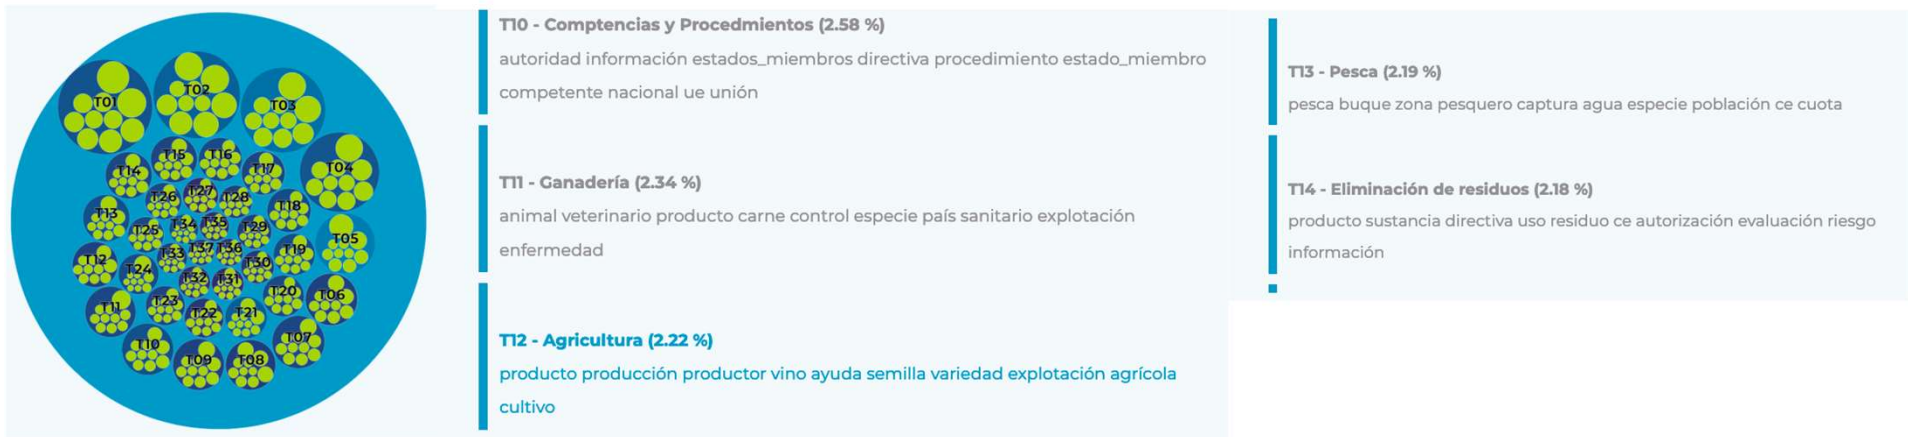 T01
T02
T03
T04
T15
T16
T17
T14
T27
T26
T28
T18
T13
T35
T34
T25
T29
T05
T37
T36
T33
T19
T12
T24
T30
T32
T31
T20
T06
T11
T23
T22
T21
T07
T10
T09
T08
T10 - Comptencias y Procedmientos (2.58 %)
autoridad información estados_miembros directiva procedimiento estado_miembro
competente nacional ue unión
T11 - Ganadería (2.34 %)
animal veterinario producto carne control especie país sanitario explotación
enfermedad
T12 - Agricultura (2.22 %)
producto producción productor vino ayuda semilla variedad explotación agrícola
cultivo
T13 - Pesca (2.19 %)
pesca buque zona pesquero captura agua especie población ce cuota
T14 - Eliminación de residuos (2.18 %)
producto sustancia directiva uso residuo ce autorización evaluación riesgo
información